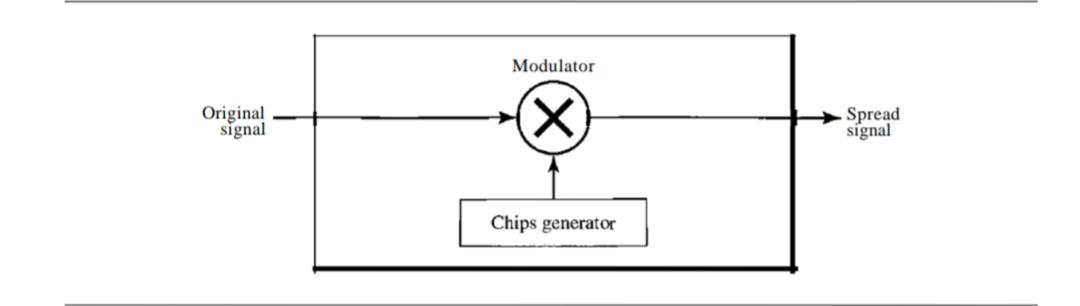 Modulator
Original
signal
Spread
signal
Chips generator